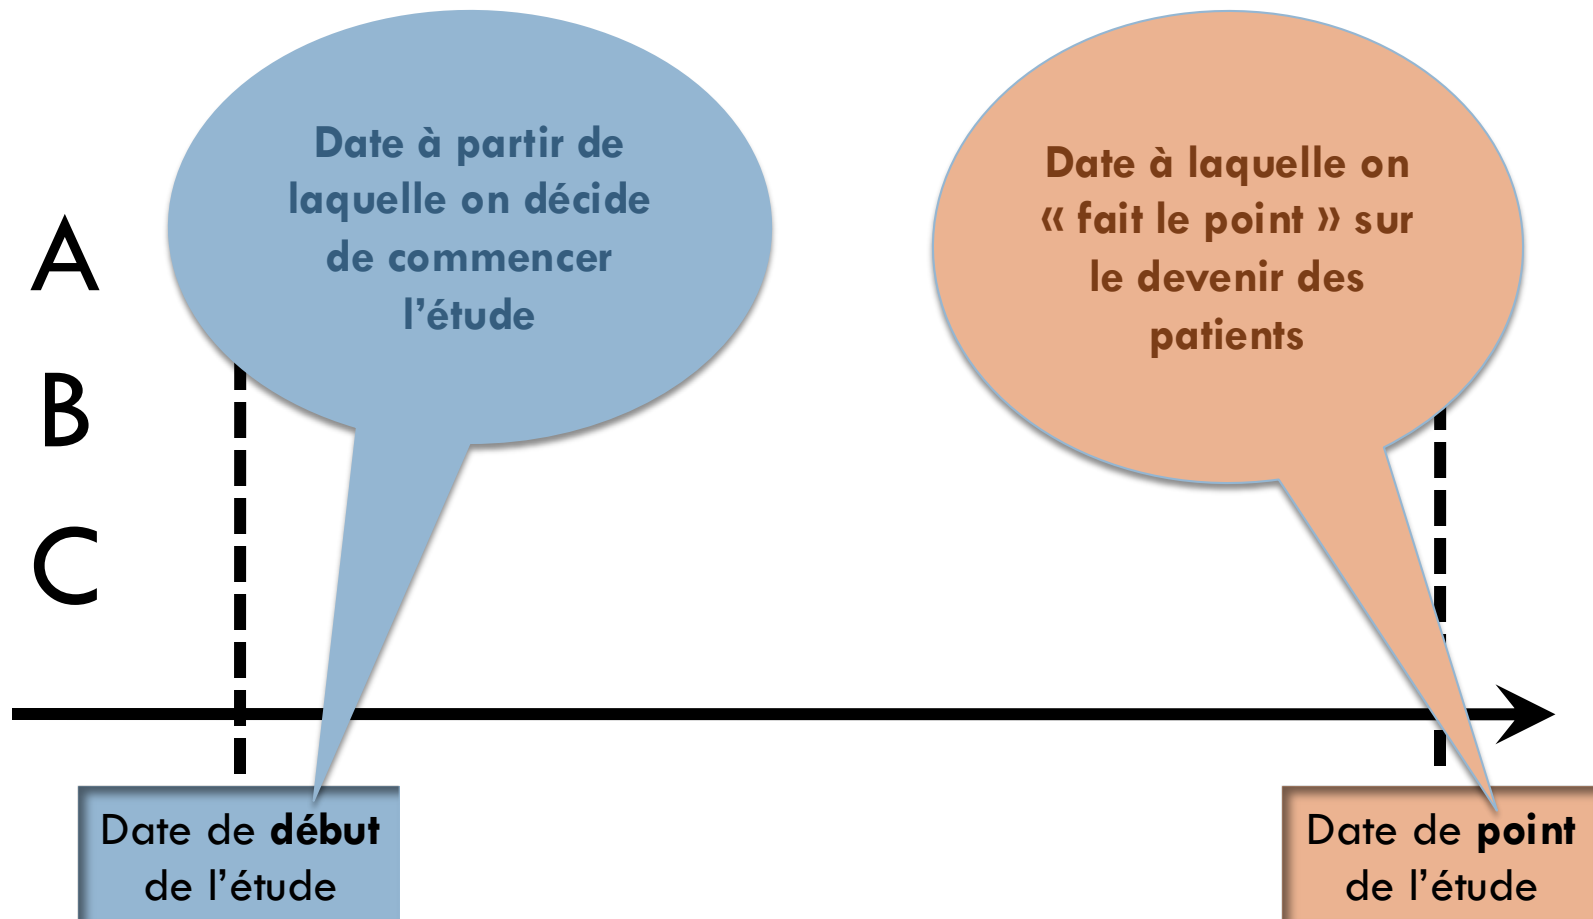 Date à partir de
laquelle on décide
de commencer
l’étude
Date à laquelle on
« fait le point » sur
le devenir des
patients
A
B
C
Date de début
de l’étude
Date de point
de l’étude